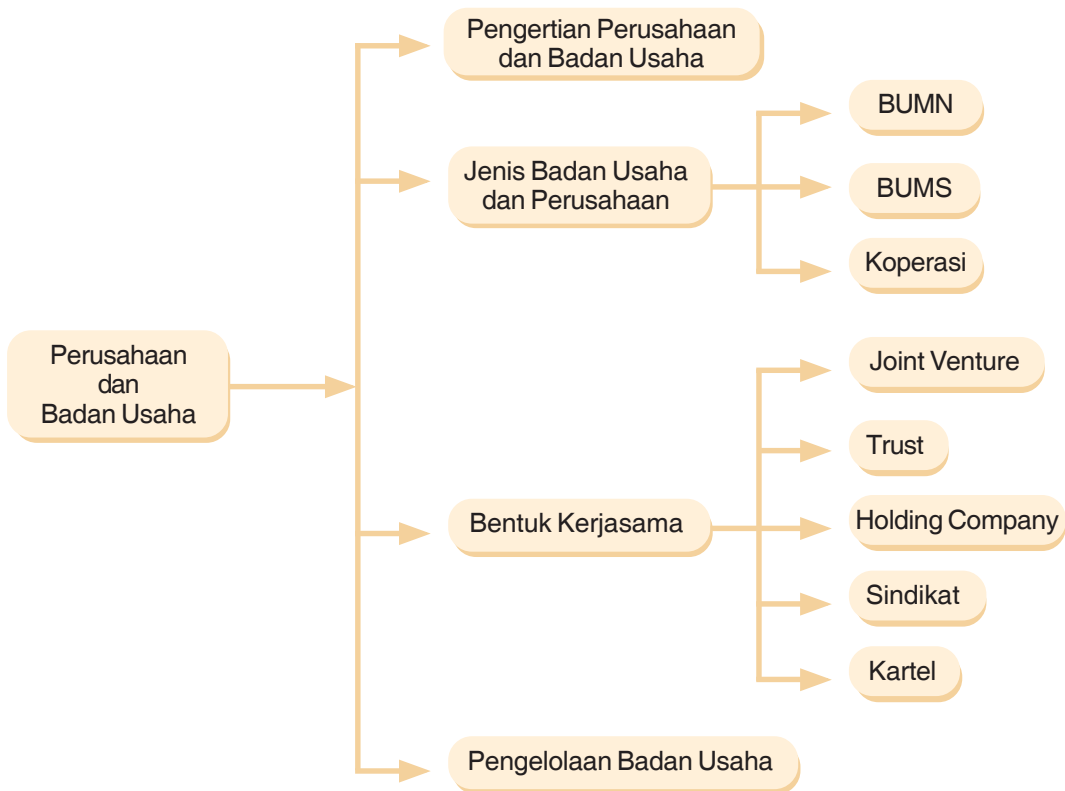 Pengertian Perusahaan
dan Badan Usaha
Jenis Badan Usaha
dan Perusahaan
BUMN
BUMS
Koperasi
Perusahaan
dan
Badan Usaha
Bentuk Kerjasama
Joint Venture
Trust
Holding Company
Sindikat
Kartel
Pengelolaan Badan Usaha